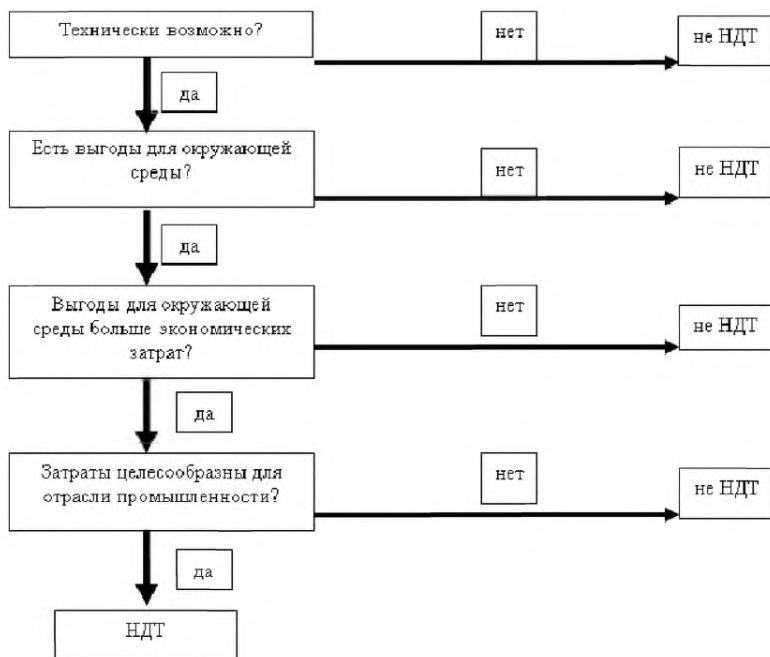 Технически возможно?
нет
не НДТ
да
Есть выгоды для окружающей
среды?
нет
не НДТ
да
Выгоды для окружающей
среды больше экономических
затрат?
нет
не НДТ
да
Затраты целесообразны для
отрасли промышленности?
нет
не НДТ
да
НДТ